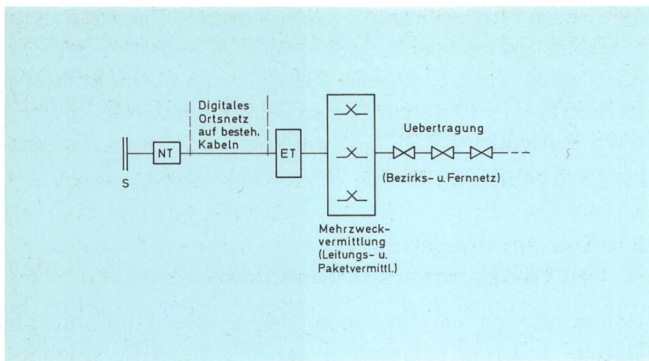 Digitales
Ortsnetz
auf besteh.
Kabeln
S
NT
ET
Uebertragung
(Bezirks- u. Fernnetz)
Mehrzweck-
vermittlung
(Leitungs- u.
Paketvermittl.)